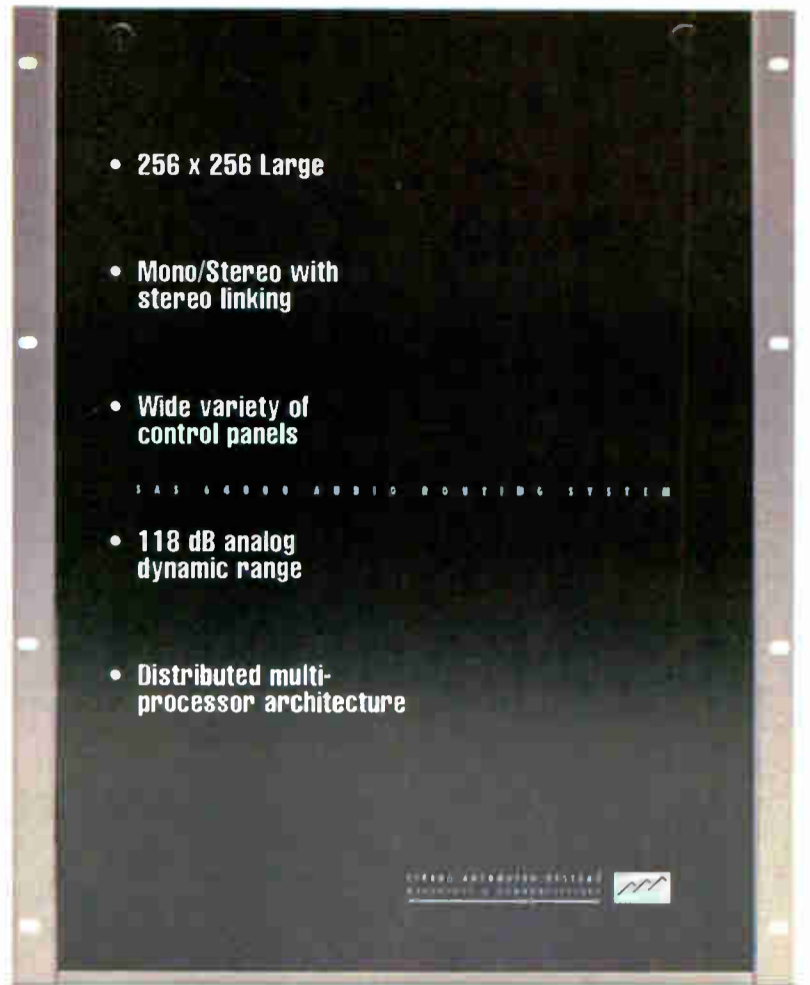 • 256 x 256 Large
• Mono/Stereo with
stereo linking
• Wide variety of
control panels
SAS 64000 AUDIO ROUTING SYSTEM
• 118 dB analog
dynamic range
• Distributed multi-
processor architecture